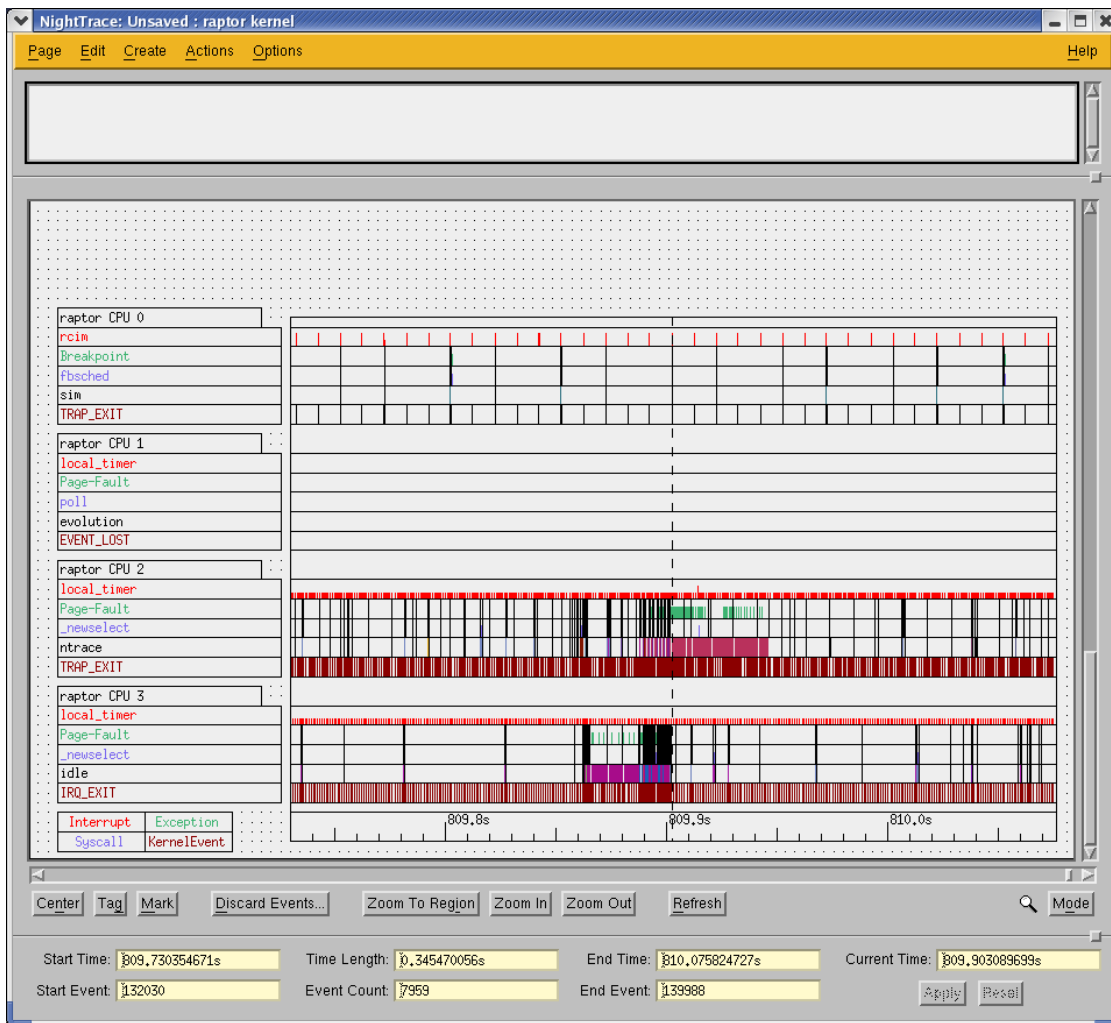 NightTrace: Unsaved : raptor kernel
Page Edit Create Actions Options Help
raptor CPU 0
rcim
Breakpoint
fbsched
sim
TRAP_EXIT
raptor CPU 1
local_timer
Page-Fault
poll
evolution
EVENT_LOST
raptor CPU 2
local_timer
Page-Fault
_newselect
ntrace
TRAP_EXIT
raptor CPU 3
local_timer
Page-Fault
_newselect
idle
IRQ_EXIT
Interrupt Exception
Syscall KernelEvent
809.8s 809.9s 810.0s
Center Tag Mark Discard Events... Zoom To Region Zoom In Zoom Out Refresh Mode
Start Time: 809.730354671s Time Length: 0.345470056s End Time: 810.075824727s Current Time: 809.903089699s
Start Event: 132030 Event Count: 7959 End Event: 139988 Apply Reset